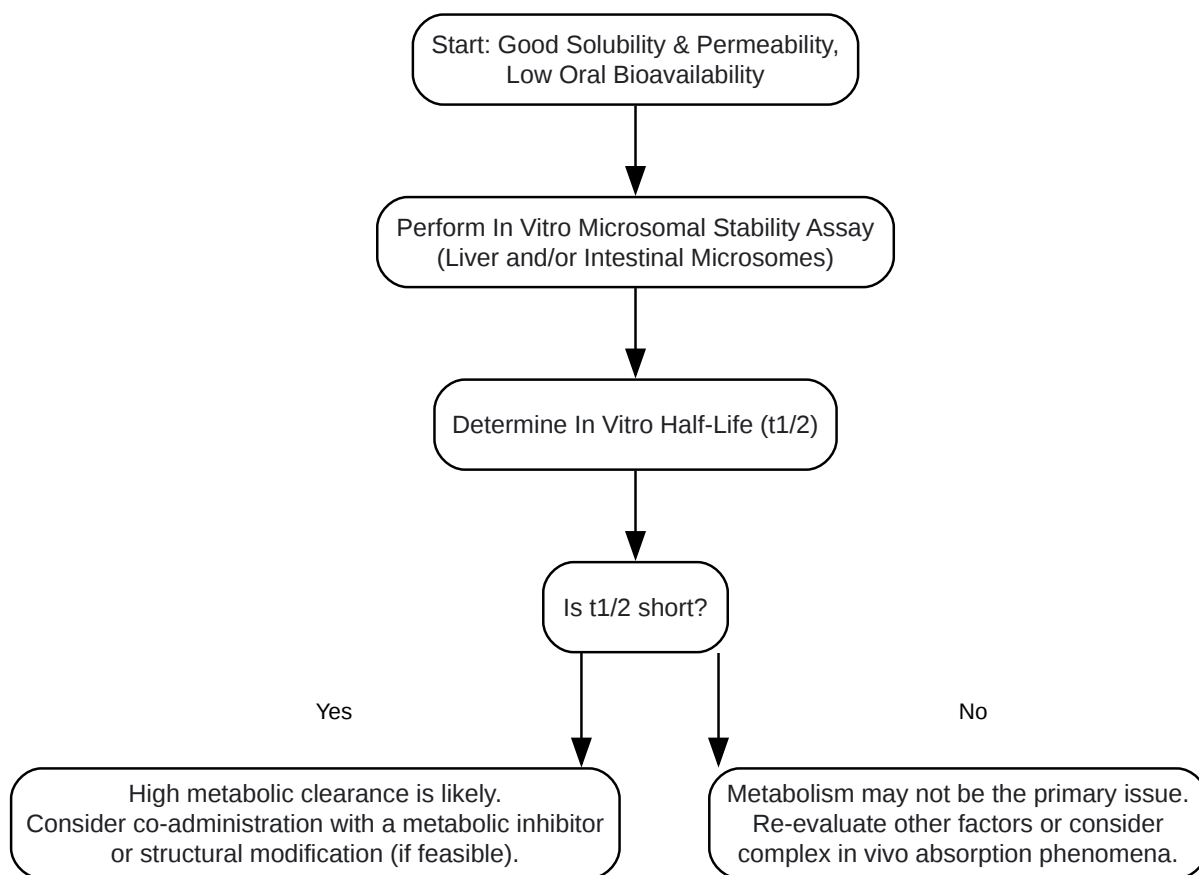 Start: Good Solubility & Permeability,
Low Oral Bioavailability
Perform In Vitro Microsomal Stability Assay
(Liver and/or Intestinal Microsomes)
Determine In Vitro Half-Life (t1/2)
Is t1/2 short?
Yes
No
High metabolic clearance is likely.
Consider co-administration with a metabolic inhibitor
or structural modification (if feasible).
Metabolism may not be the primary issue.
Re-evaluate other factors or consider
complex in vivo absorption phenomena.